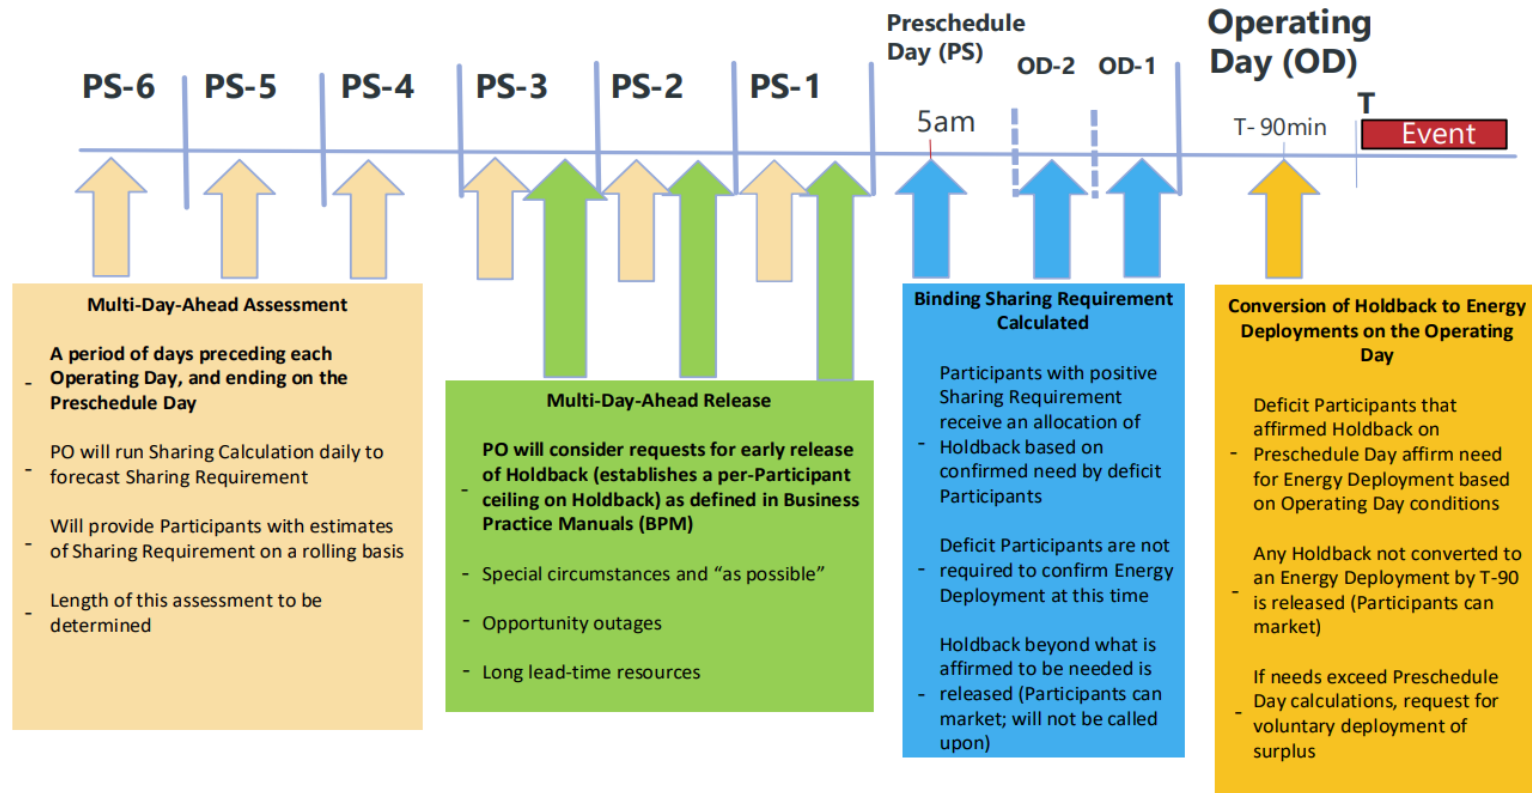 PS-6
PS-5
PS-4
PS-3
PS-2
PS-1
Preschedule
Day (PS)
OD-2
OD-1
Operating
Day (OD)
5am
T- 90min
T
Event
Multi-Day-Ahead Assessment
- A period of days preceding each
Operating Day, and ending on the
Preschedule Day
- PO will run Sharing Calculation daily to
forecast Sharing Requirement
- Will provide Participants with estimates
of Sharing Requirement on a rolling basis
- Length of this assessment to be
determined
Multi-Day-Ahead Release
- PO will consider requests for early release
of Holdback (establishes a per-Participant
ceiling on Holdback) as defined in Business
Practice Manuals (BPM)
- Special circumstances and “as possible”
- Opportunity outages
- Long lead-time resources
Binding Sharing Requirement
Calculated
- Participants with positive
Sharing Requirement
receive an allocation of
Holdback based on
confirmed need by deficit
Participants
- Deficit Participants are not
required to confirm Energy
Deployment at this time
- Holdback beyond what is
affirmed to be needed is
released (Participants can
market; will not be called
upon)
Conversion of Holdback to Energy
Deployments on the Operating
Day
- Deficit Participants that
affirmed Holdback on
Preschedule Day affirm need
for Energy Deployment based
on Operating Day conditions
- Any Holdback not converted to
an Energy Deployment by T-90
is released (Participants can
market)
- If needs exceed Preschedule
Day calculations, request for
voluntary deployment of
surplus